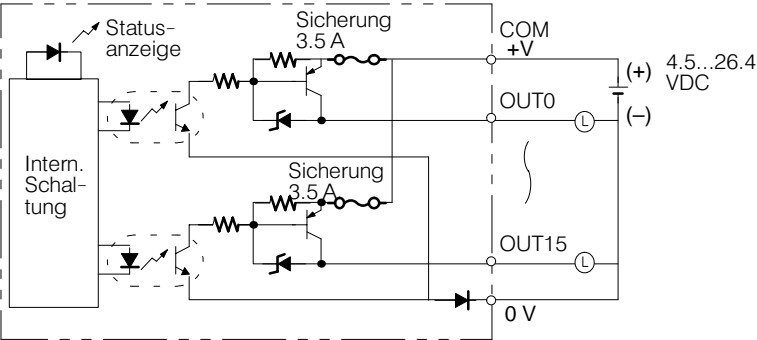 Status-
anzeige
Sicherung
3.5 A
COM
+V
(+)
4.5...26.4
VDC
OUT0
L
(–)
Intern.
Schal-
tung
Sicherung
3.5 A
OUT15
L
0 V